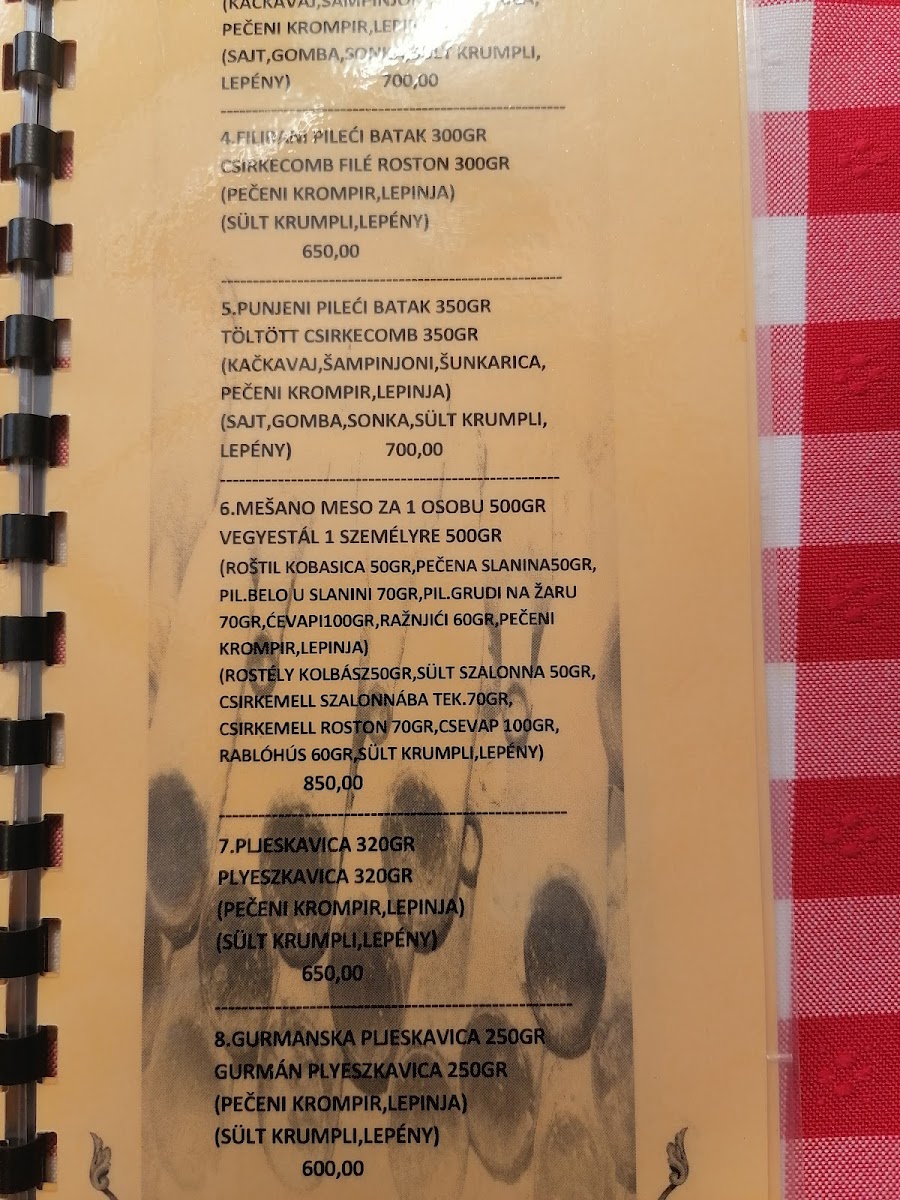 PEČENI KROMPIR,
(SAJT,GOMBA,SONKA,SÜLT KRUMPLI,
LEPÉNY) 700,00
4.FILIRANI PILEĆI BATAK 300GR
CSIRKECOMB FILÉ ROSTON 300GR
(PEČENI KROMPIR,LEPINJA)
(SÜLT KRUMPLI,LEPÉNY)
650,00
5.PUNJENI PILEĆI BATAK 350GR
TÖLTÖTT CSIRKECOMB 350GR
(KAČKAVAJ,ŠAMPINJONI,ŠUNKARICA,
PEČENI KROMPIR,LEPINJA)
(SAJT,GOMBA,SONKA,SÜLT KRUMPLI,
LEPÉNY) 700,00
6.MEŠANO MESO ZA 1 OSOBU 500GR
VEGYESTÁL 1 SZEMÉLYRE 500GR
(ROŠTIL KOBASICA 50GR,PEČENA SLANINA50GR,
PIL.BELO U SLANINI 70GR,PIL.GRUDI NA ŽARU
70GR,ĆEVAPI100GR,RAŽNJIĆI 60GR,PEČENI
KROMPIR,LEPINJA)
(ROSTÉLY KOLBÁSZ50GR,SÜLT SZALONNA 50GR,
CSIRKEMELL SZALONNÁBA TEK.70GR,
CSIRKEMELL ROSTON 70GR,CSEVAP 100GR,
RABLÓHÚS 60GR,SÜLT KRUMPLI,LEPÉNY)
850,00
7.PLJESKAVICA 320GR
PLYESZKAVICA 320GR
(PEČENI KROMPIR,LEPINJA)
(SÜLT KRUMPLI,LEPÉNY)
650,00
8.GURMANSKA PLJESKAVICA 250GR
GURMÁN PLYESZKAVICA 250GR
(PEČENI KROMPIR,LEPINJA)
(SÜLT KRUMPLI,LEPÉNY)
600,00